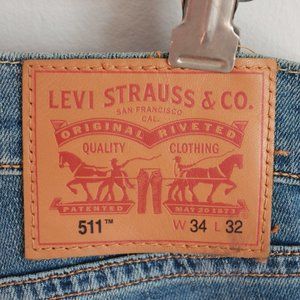 LEVI STRAUSS & CO.
SAN FRANCISCO
CAL.
ORIGINAL RIVETED
QUALITY CLOTHING
PATENTED MAY 20 1873
511™ W 34 L 32